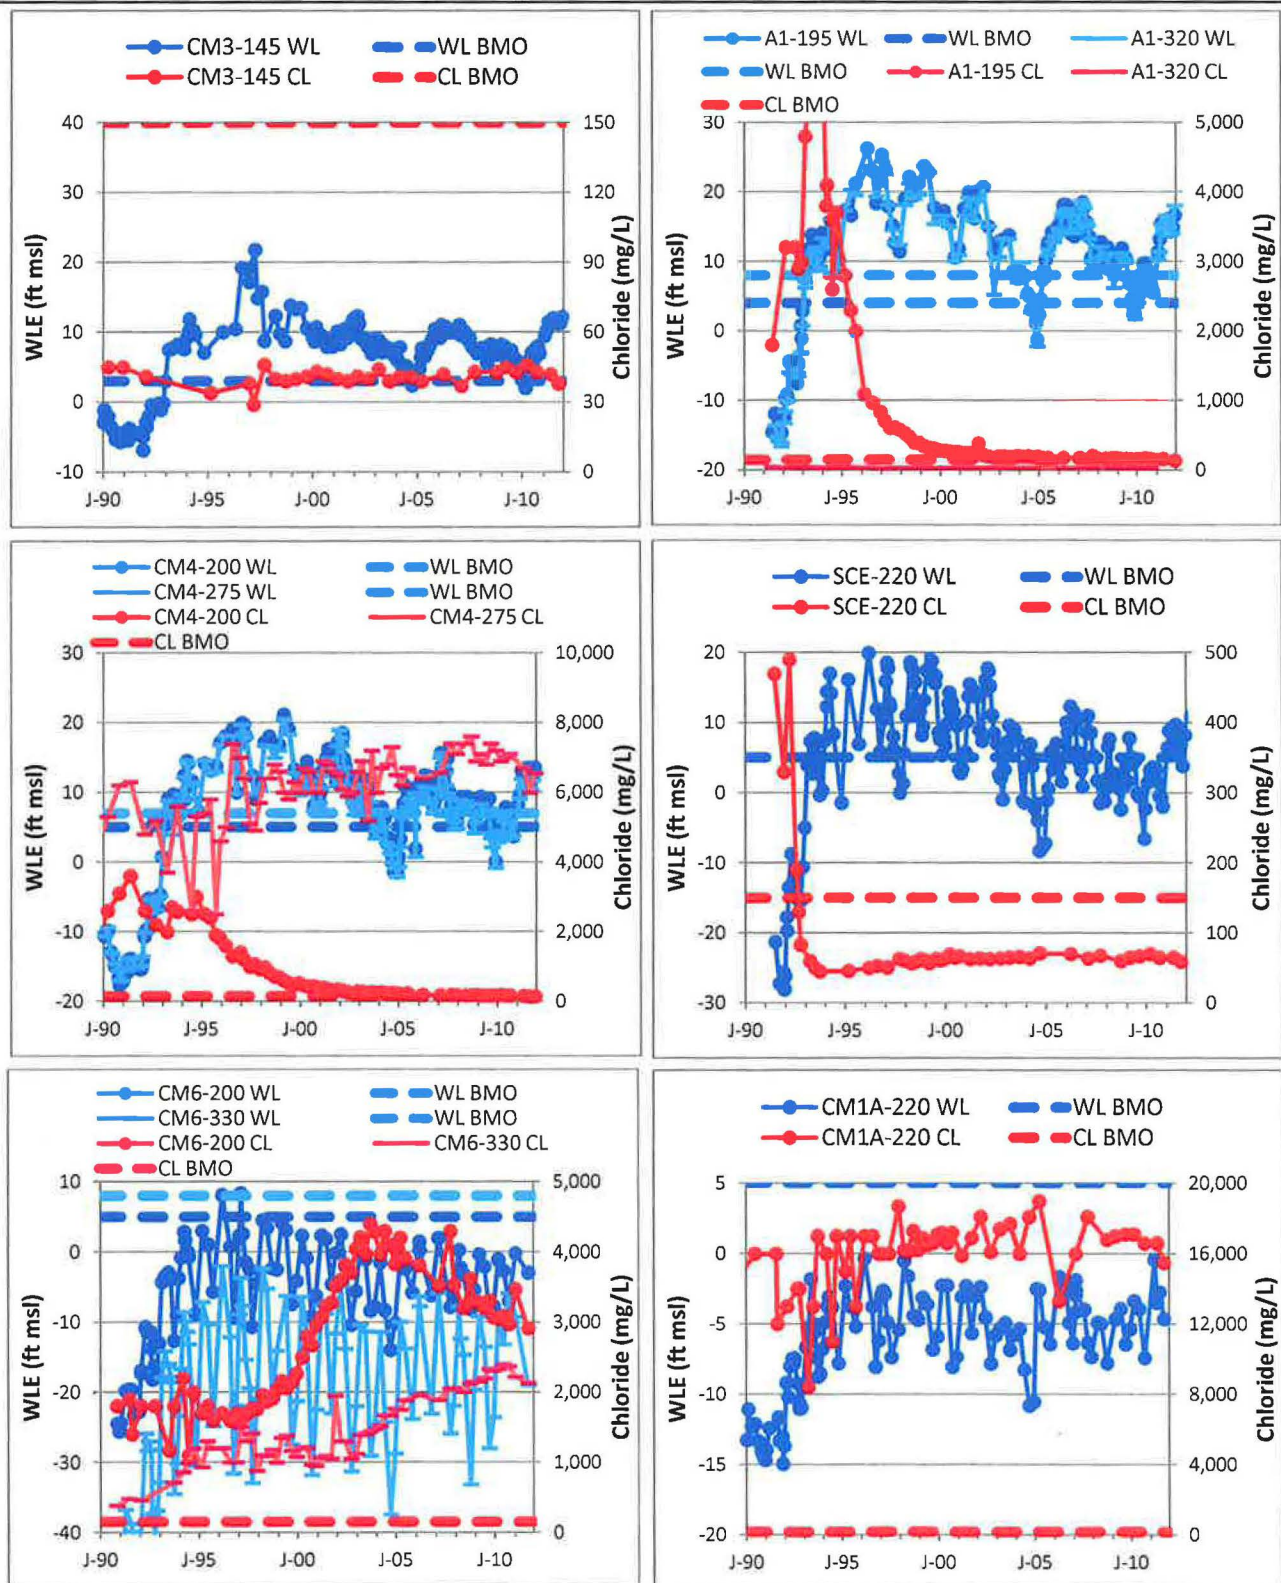 CM3-145 WL WL BMO
CM3-145 CL CL BMO
40 150
30 120
20 90
10 60
0 30
-10 0
J-90 J-95 J-00 J-05 J-10
WLE (ft msl)
Chloride (mg/L)
A1-195 WL WL BMO A1-320 WL
WL BMO A1-195 CL A1-320 CL
CL BMO
30 5,000
20 4,000
10 3,000
0 2,000
-10 1,000
-20 0
J-90 J-95 J-00 J-05 J-10
WLE (ft msl)
Chloride (mg/L)
CM4-200 WL WL BMO
CM4-275 WL WL BMO
CM4-200 CL CM4-275 CL
CL BMO
30 10,000
20 8,000
10 6,000
0 4,000
-10 2,000
-20 0
J-90 J-95 J-00 J-05 J-10
WLE (ft msl)
Chloride (mg/L)
SCE-220 WL WL BMO
SCE-220 CL CL BMO
20 500
10 400
0 300
-10 200
-20 100
-30 0
J-90 J-95 J-00 J-05 J-10
WLE (ft msl)
Chloride (mg/L)
CM6-200 WL WL BMO
CM6-330 WL WL BMO
CM6-200 CL CM6-330 CL
CL BMO
10 5,000
0 4,000
-10 3,000
-20 2,000
-30 1,000
-40 0
J-90 J-95 J-00 J-05 J-10
WLE (ft msl)
Chloride (mg/L)
CM1A-220 WL WL BMO
CM1A-220 CL CL BMO
5 20,000
0 16,000
-5 12,000
-10 8,000
-15 4,000
-20 0
J-90 J-95 J-00 J-05 J-10
WLE (ft msl)
Chloride (mg/L)